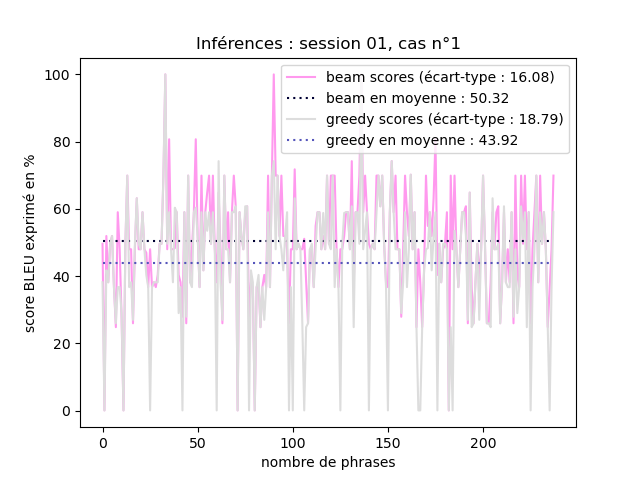 Inférences : session 01, cas n°1
beam scores (écart-type : 16.08)
beam en moyenne : 50.32
greedy scores (écart-type : 18.79)
greedy en moyenne : 43.92
score BLEU exprimé en %
100
80
60
40
20
0
0 50 100 150 200
nombre de phrases